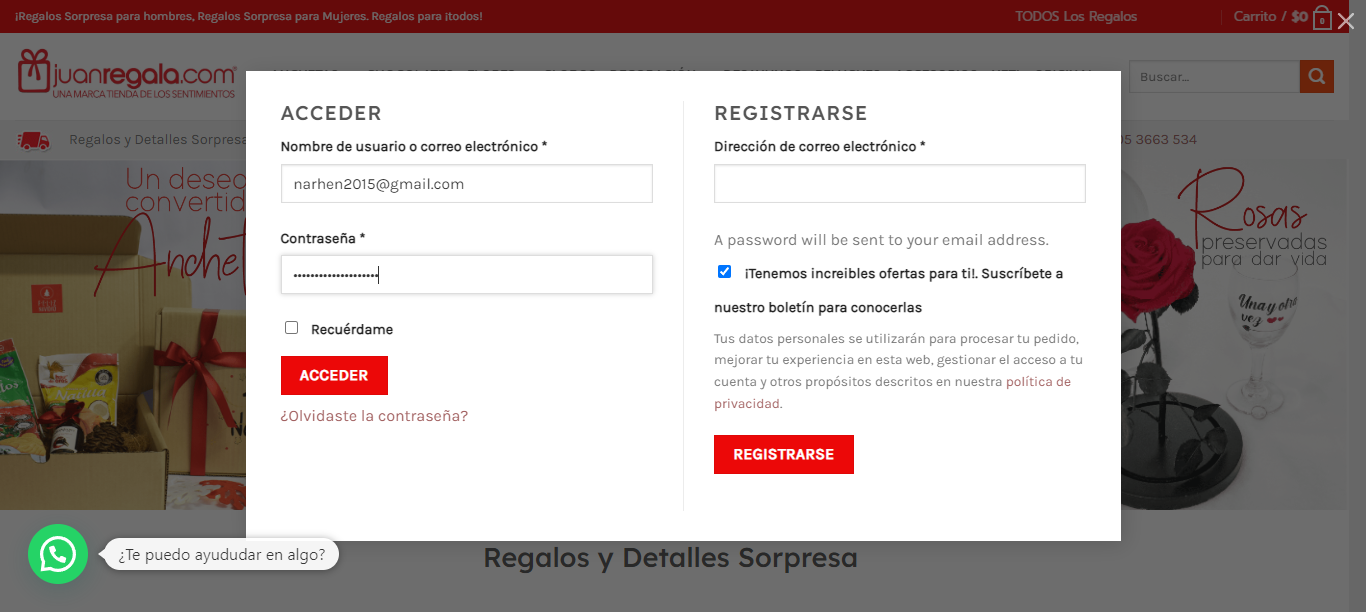 ¡Regalos Sorpresa para hombres, Regalos Sorpresa para Mujeres. Regalos para ¡todos!
TODOS Los Regalos
Carrito / $0
0
juanregala.com
UNA MARCA TIENDA DE LOS SENTIMIENTOS
Buscar...
Regalos y Detalles Sorpresa
3663 534
Un deseo
convertid
Anchet
Rosas
preservadas
para dar vida
Una y otra
vez
ACCEDER
Nombre de usuario o correo electrónico *
narhen2015@gmail.com
Contraseña *
Recuérdame
ACCEDER
¿Olvidaste la contraseña?
REGISTRARSE
Dirección de correo electrónico *
A password will be sent to your email address.
¡Tenemos increibles ofertas para ti!. Suscríbete a
nuestro boletín para conocerlas
Tus datos personales se utilizarán para procesar tu pedido,
mejorar tu experiencia en esta web, gestionar el acceso a tu
cuenta y otros propósitos descritos en nuestra política de
privacidad.
REGISTRARSE
¿Te puedo ayududar en algo?
Regalos y Detalles Sorpresa